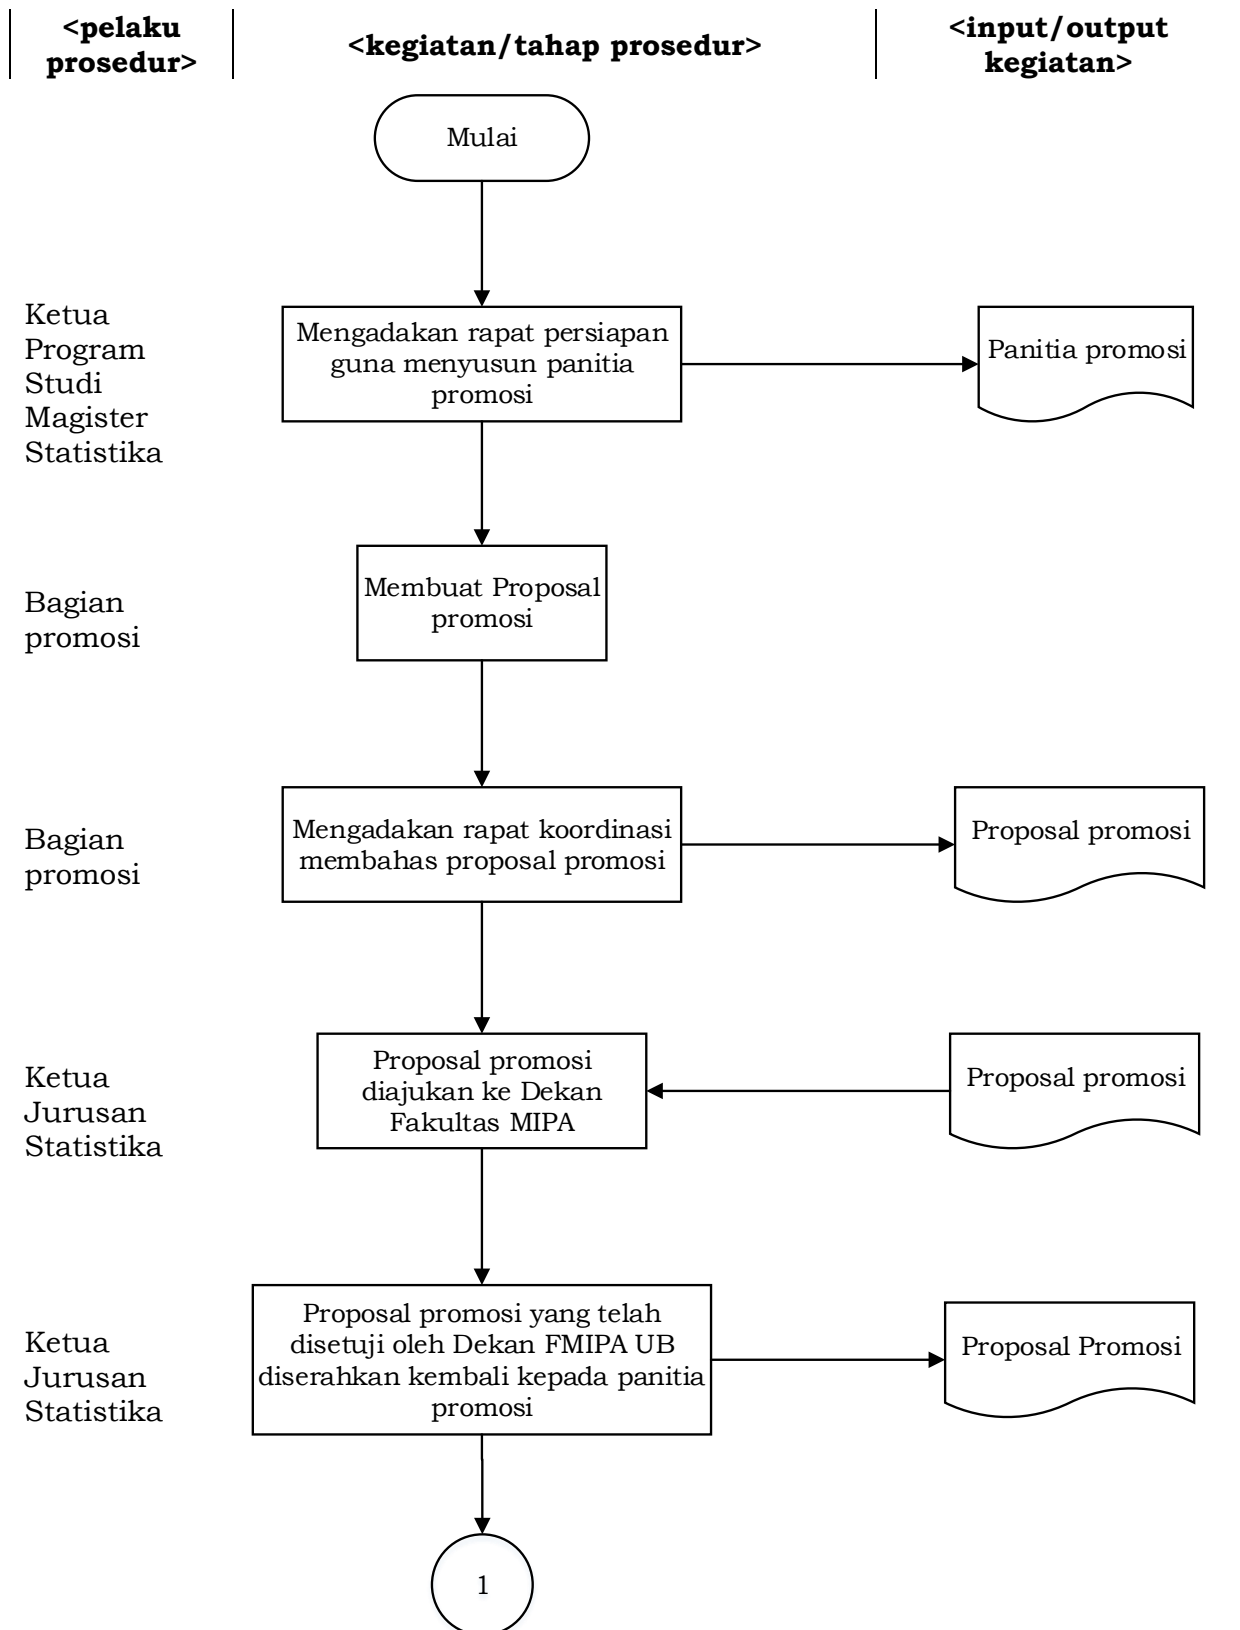 <pelaku
prosedur>
<kegiatan/tahap prosedur>
<input/output
kegiatan>
Mulai
Ketua
Program
Studi
Magister
Statistika
Mengadakan rapat persiapan
guna menyusun panitia
promosi
Panitia promosi
Bagian
promosi
Membuat Proposal
promosi
Bagian
promosi
Mengadakan rapat koordinasi
membahas proposal promosi
Proposal promosi
Ketua
Jurusan
Statistika
Proposal promosi
diajukan ke Dekan
Fakultas MIPA
Proposal promosi
Ketua
Jurusan
Statistika
Proposal promosi yang telah
disetuji oleh Dekan FMIPA UB
diserahkan kembali kepada panitia
promosi
Proposal Promosi
1